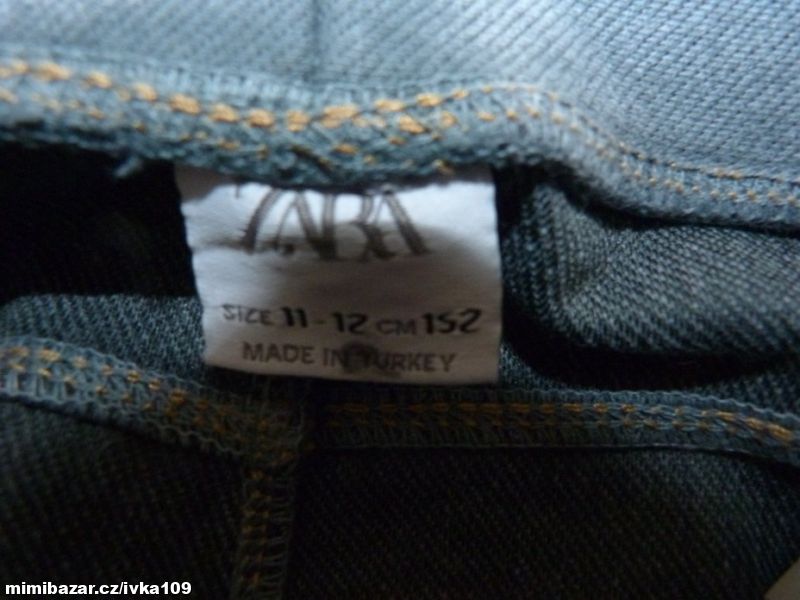 ZARA
SIZE 11-12 CM 152
MADE IN TURKEY
mimibazar.cz/ivka109